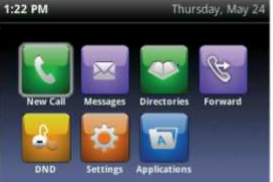 1:22 PM Thursday, May 24
New Call Messages Directories Forward
DND Settings Applications
A